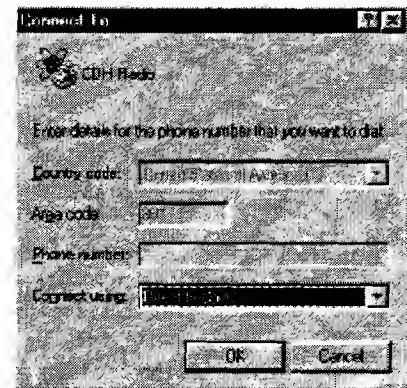 Connect To
CDH Radio
Enter details for the phone number that you want to dial:
Country code:
Area code:
Phone number:
Connect using:
OK
Cancel